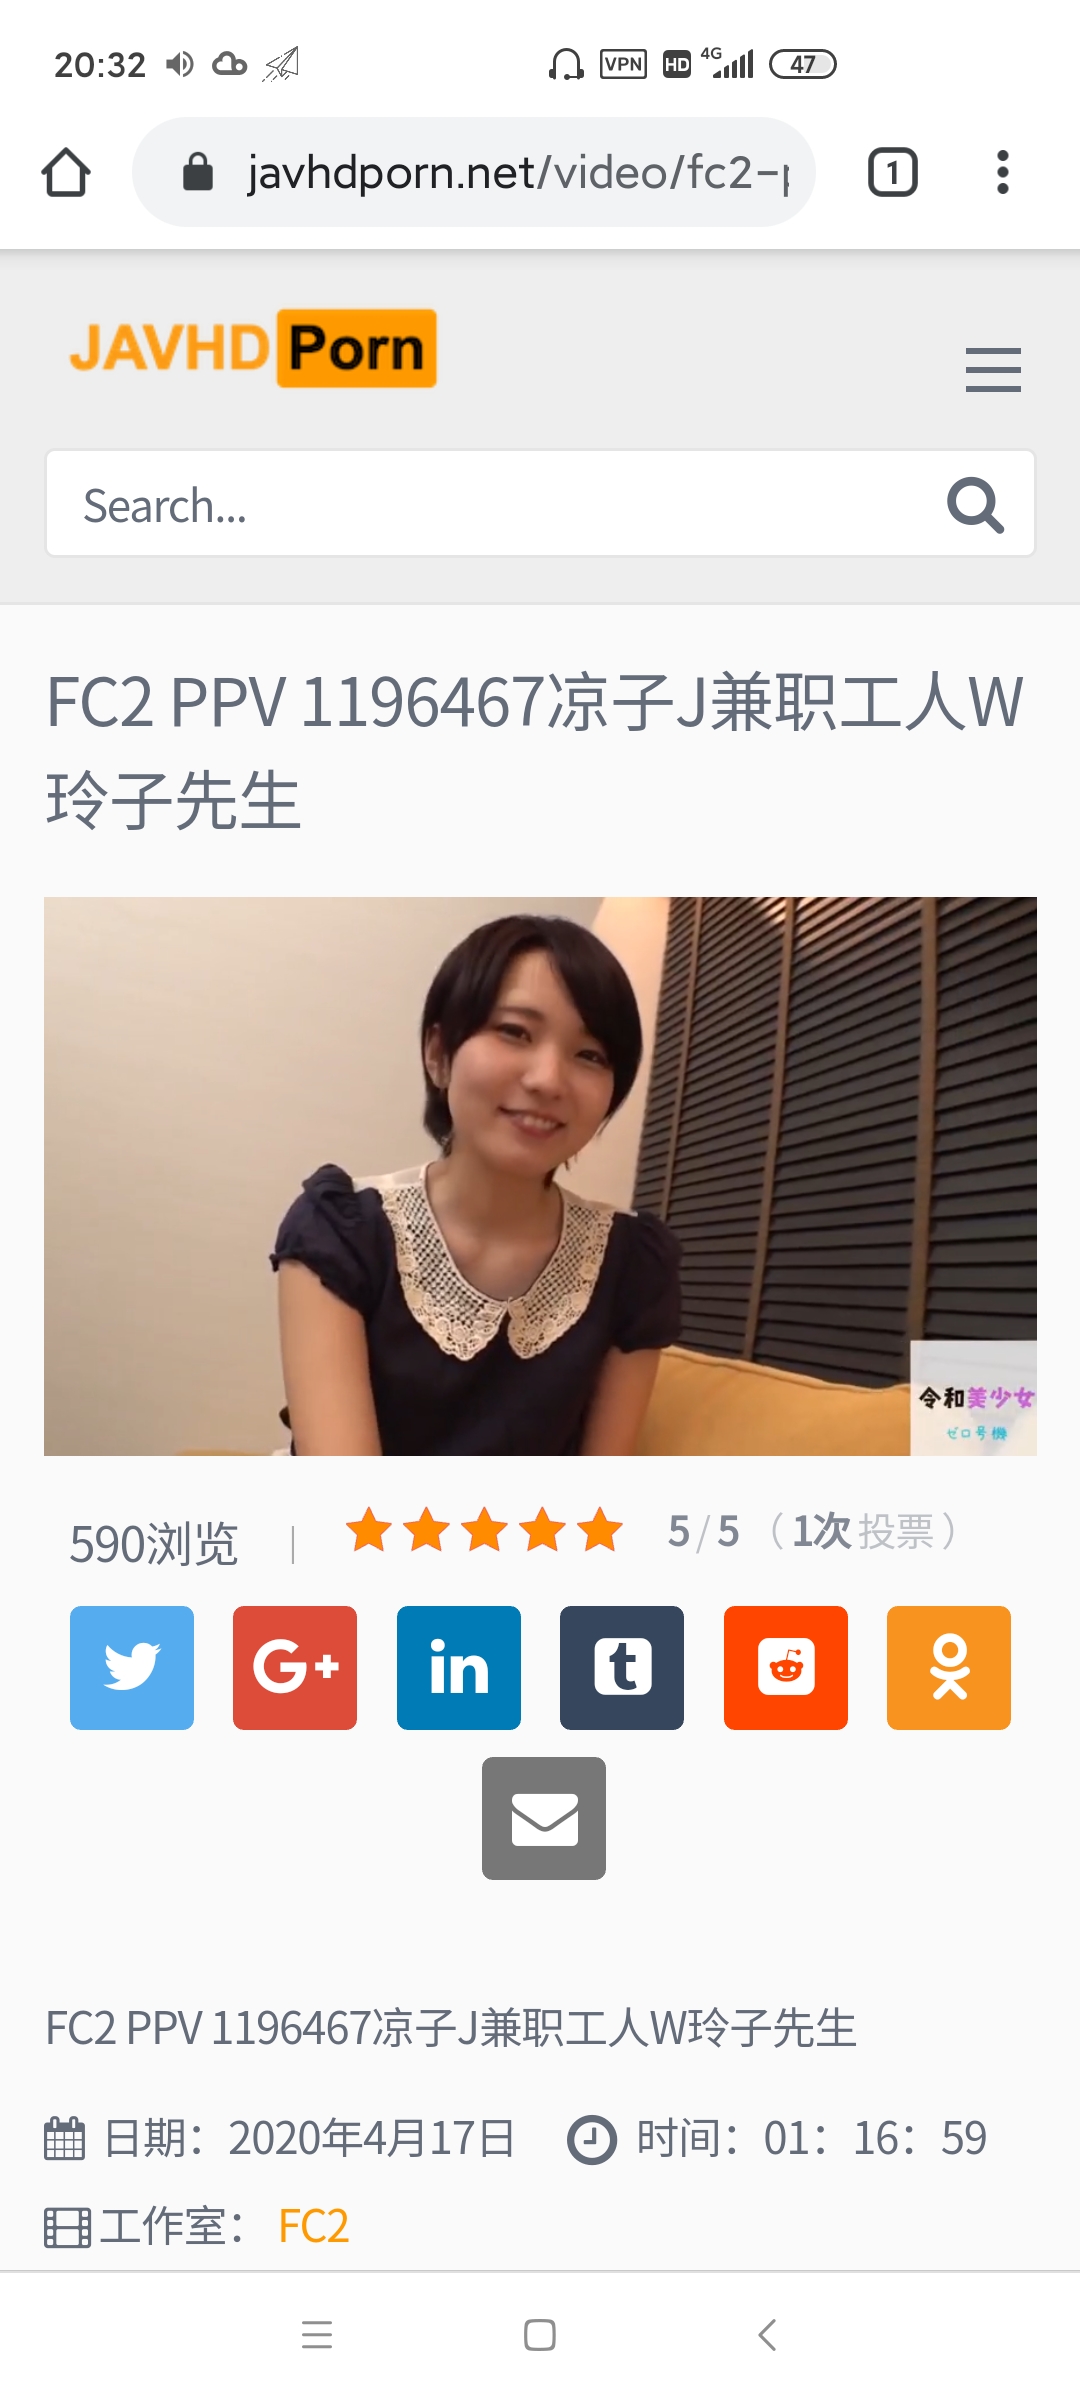 20:32
VPN
HD
4G
47
javhdporn.net/video/fc2-
1
JAVHD Porn
Search...
FC2 PPV 1196467凉子J兼职工人W
玲子先生
令和美少女
ゼロ号機
590浏览
5/5（1次 投票）
G+
in
t
FC2 PPV 1196467凉子J兼职工人W玲子先生
日期：2020年4月17日 时间：01：16：59
工作室： FC2